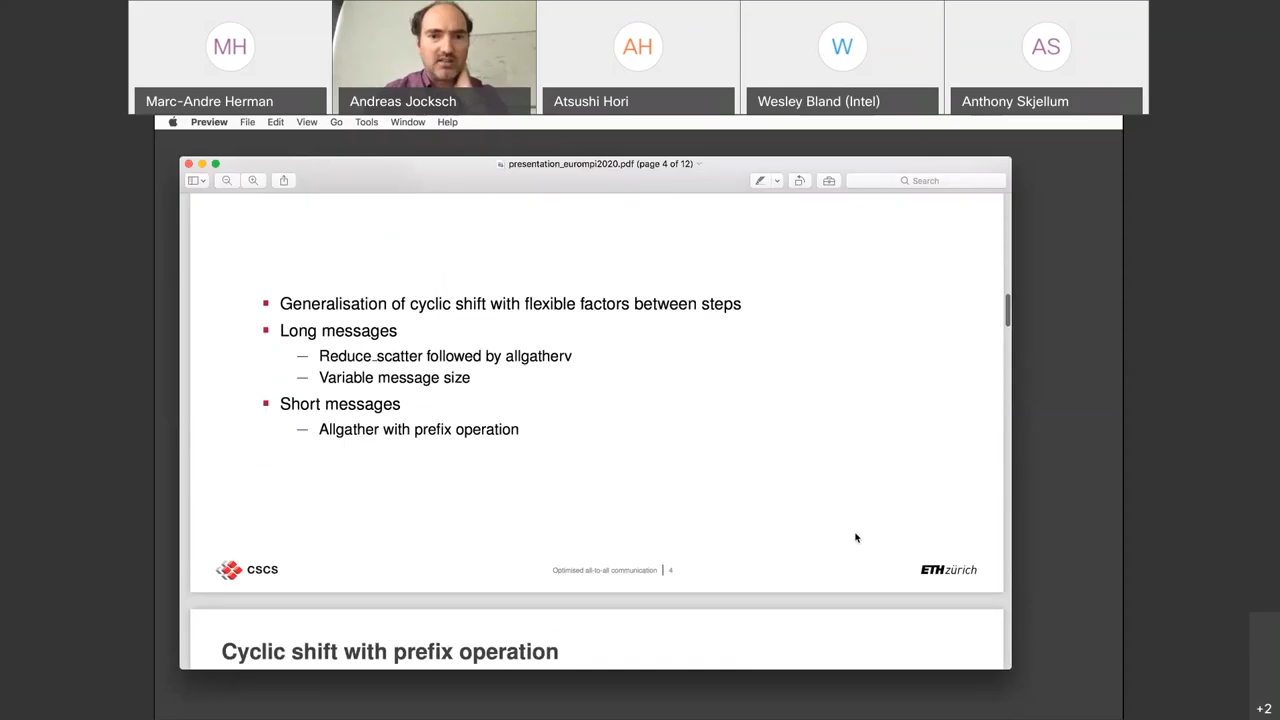 MH
AH
W
AS
Marc-Andre Herman
Andreas Jocksch
Atsushi Hori
Wesley Bland (Intel)
Anthony Skjellum
Preview File Edit View Go Tools Window Help
presentation_eurompi2020.pdf (page 4 of 12)
Search
Generalisation of cyclic shift with flexible factors between steps
Long messages
Reduce_scatter followed by allgatherv
Variable message size
Short messages
Allgather with prefix operation
CSCS
Optimised all-to-all communication | 4
ETH zürich
Cyclic shift with prefix operation
+2